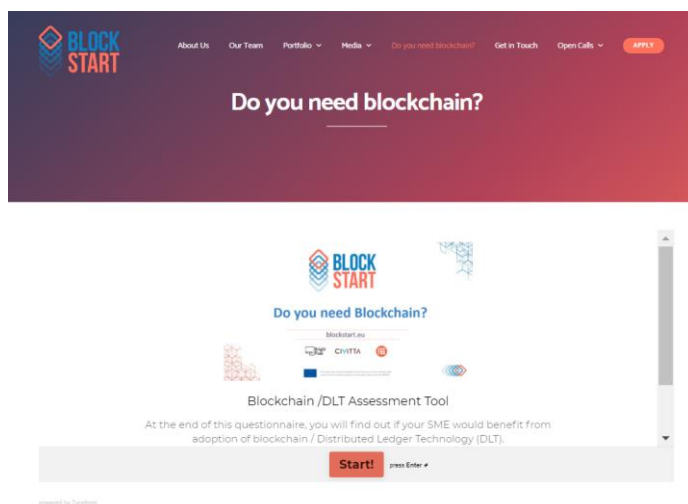 BLOCK
START
About Us Our Team Portfolio Media Do you need blockchain? Get in Touch Open Calls APPLY
Do you need blockchain?
BLOCK
START
Do you need Blockchain?
blockstart.eu
CIVITTA
Blockchain /DLT Assessment Tool
At the end of this questionnaire, you will find out if your SME would benefit from
adoption of blockchain / Distributed Ledger Technology (DLT).
Start! press Enter
powered by Typeform